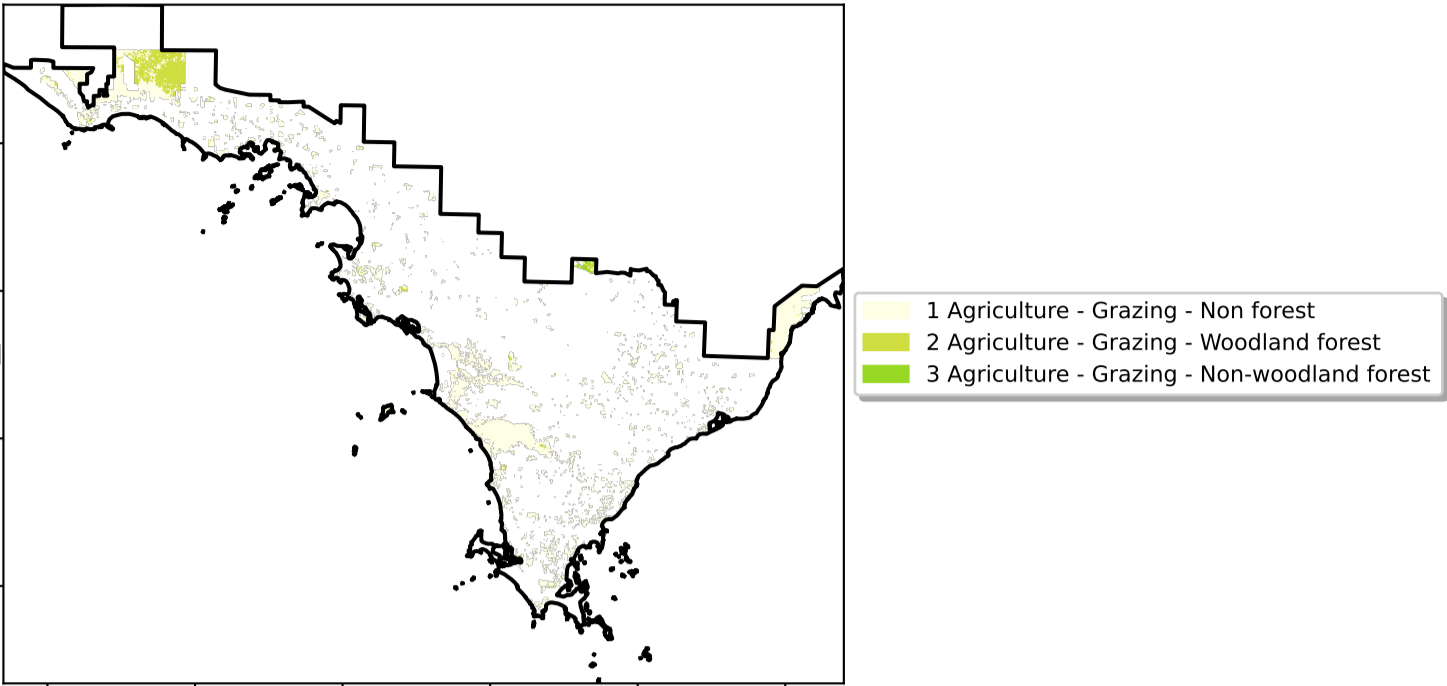 1 Agriculture - Grazing - Non forest
2 Agriculture - Grazing - Woodland forest
3 Agriculture - Grazing - Non-woodland forest